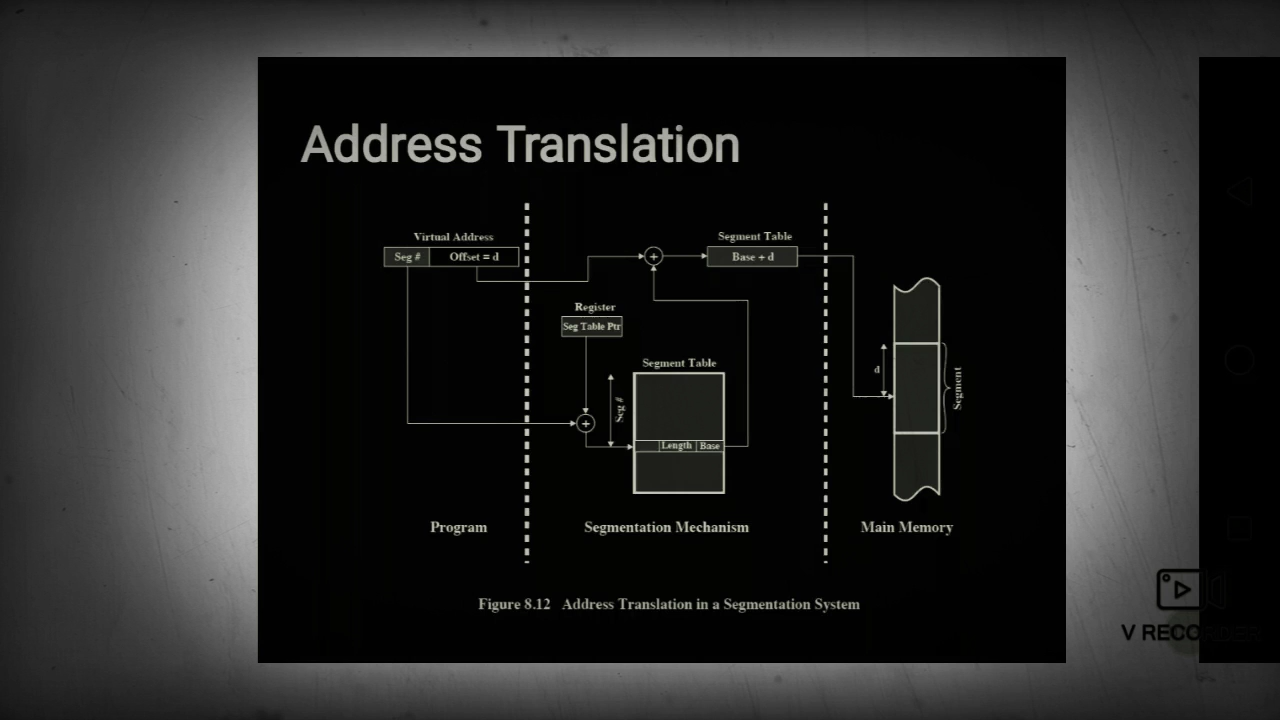 Address Translation
Virtual Address
Seg #
Offset = d
+
Segment Table
Base + d
Register
Seg Table Ptr
Segment Table
Seg #
+
Length
Base
d
Segment
Program
Segmentation Mechanism
Main Memory
Figure 8.12 Address Translation in a Segmentation System
V RECORDER